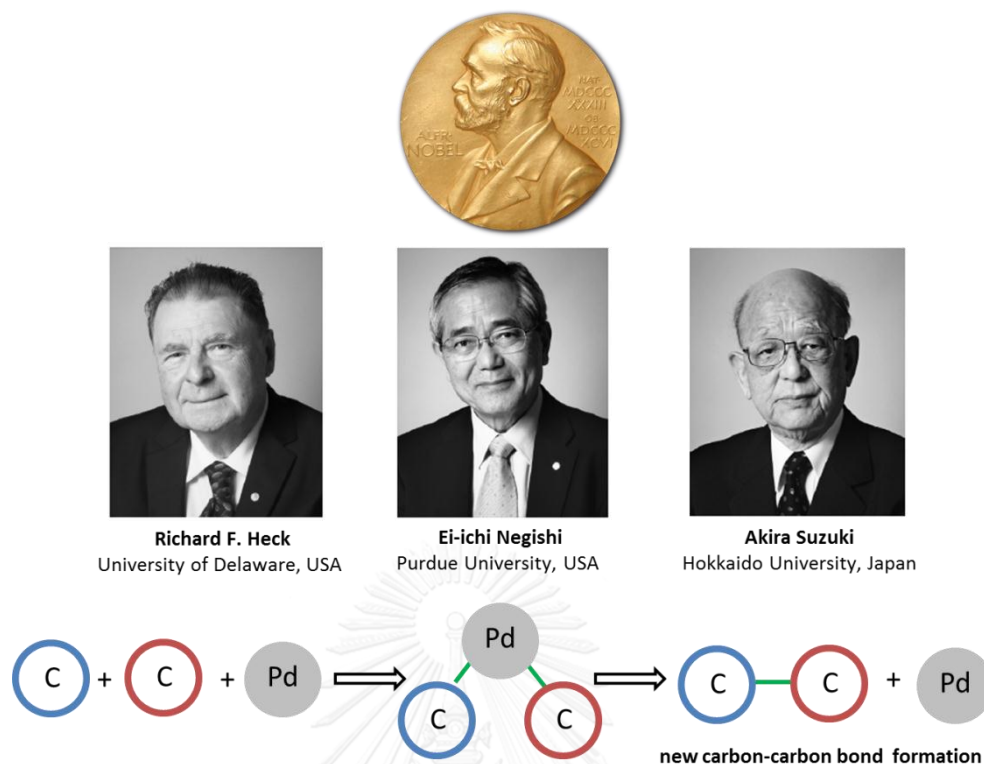 ALFR·
NOBEL
NAT·
MDCCC
XXXIII
OB·
MDCCC
XCVI
Richard F. Heck
University of Delaware, USA
Ei-ichi Negishi
Purdue University, USA
Akira Suzuki
Hokkaido University, Japan
C + C + Pd
Pd
C C
C C + Pd
new carbon-carbon bond formation